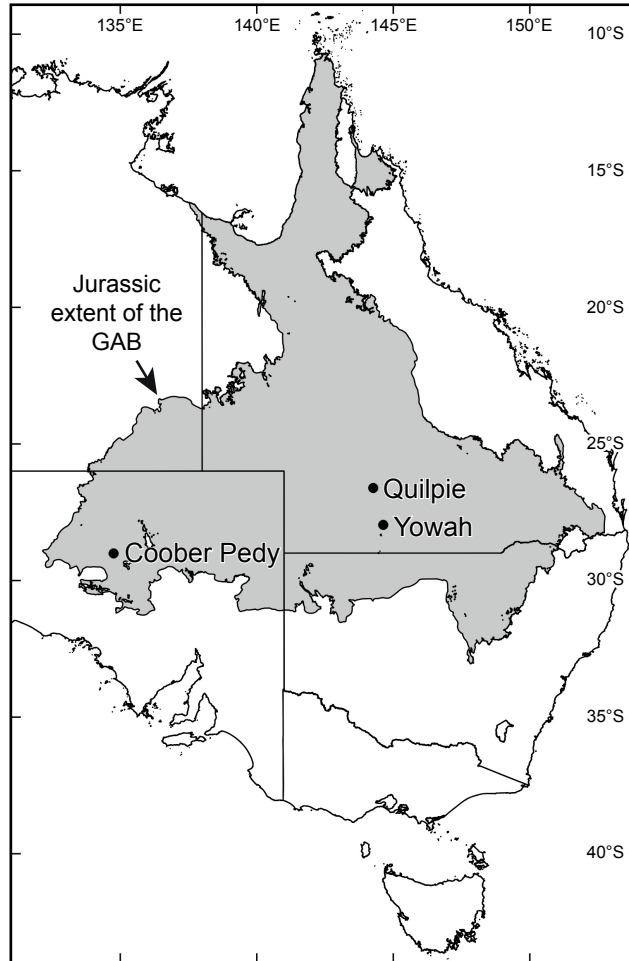 135°E 140°E 145°E 150°E
10°S
15°S
Jurassic
extent of the
GAB
20°S
25°S
Quilpie
Yowah
Coober Pedy
30°S
35°S
40°S